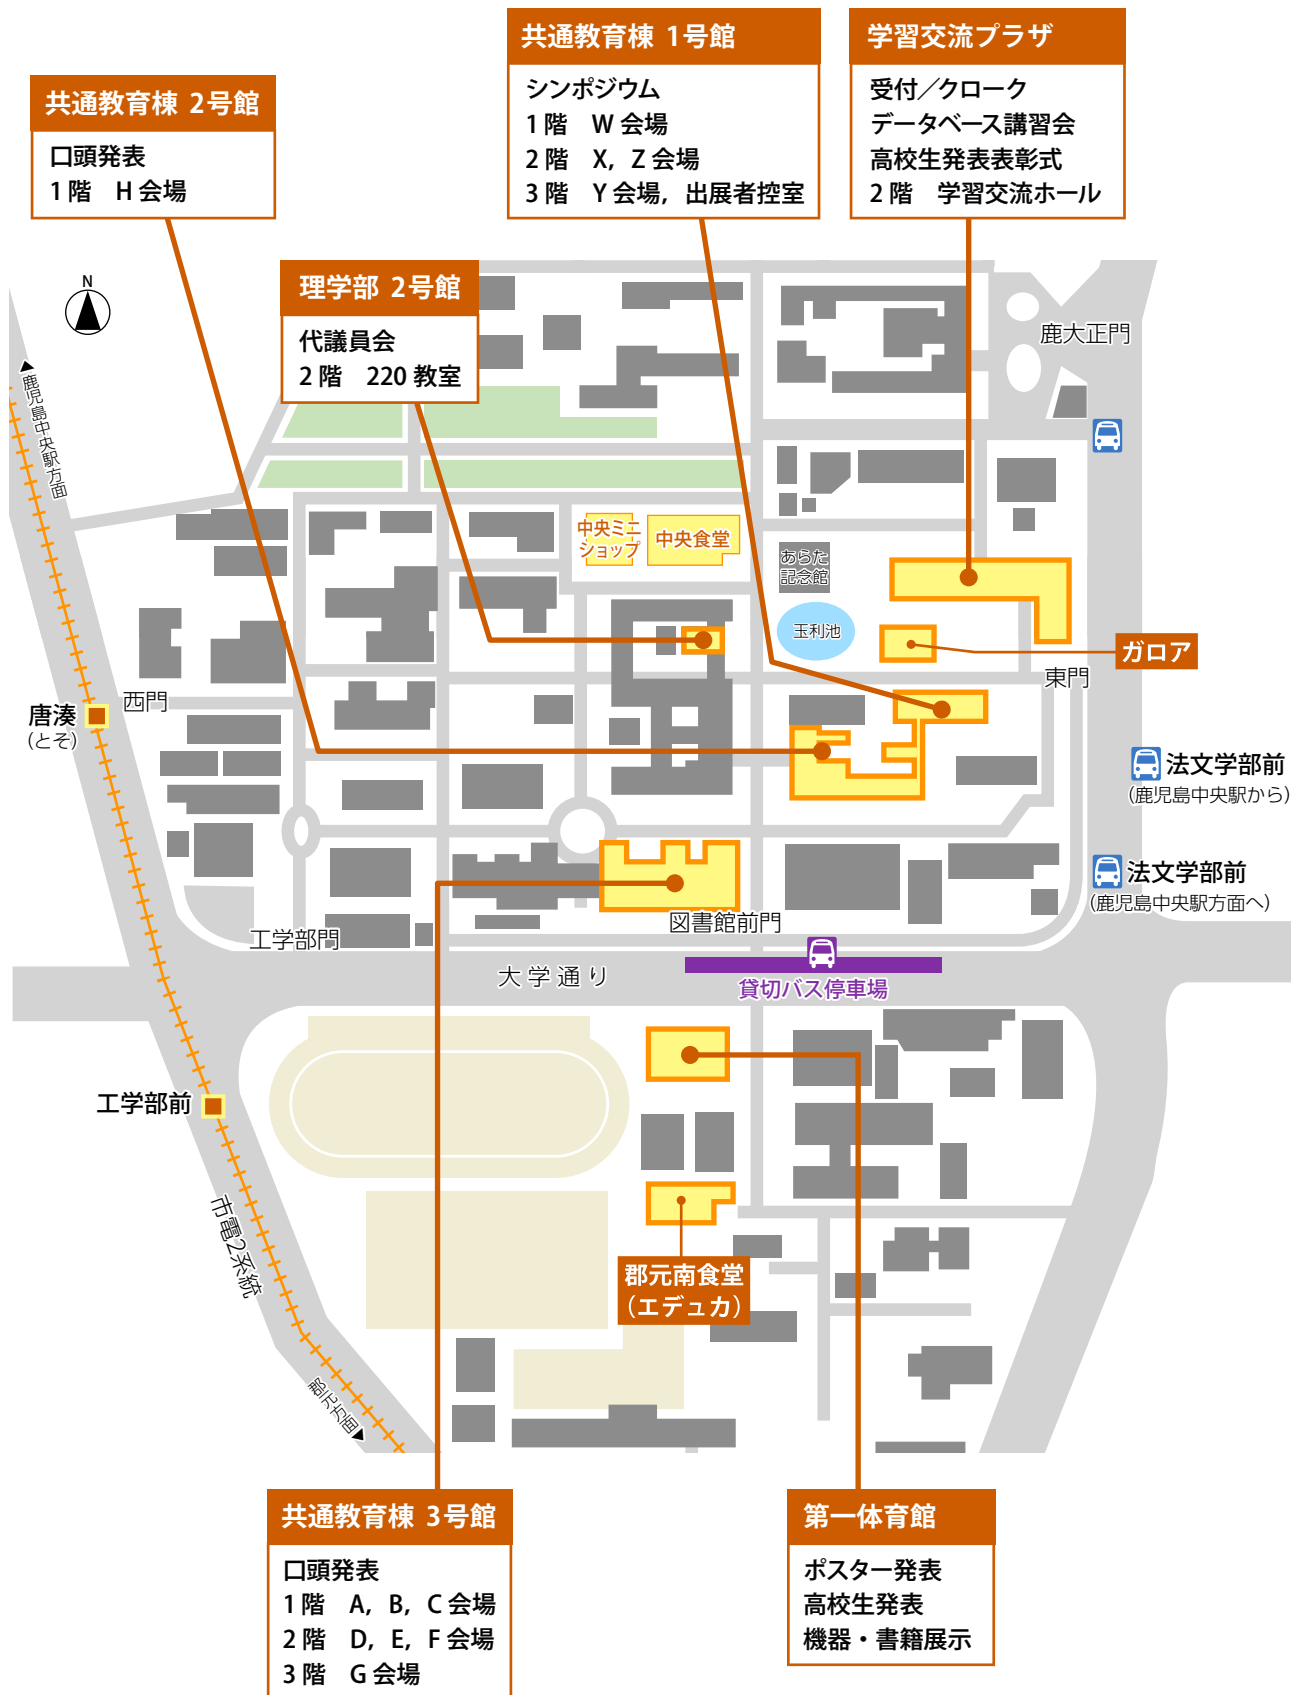 共通教育棟 1号館
シンポジウム
1階　W 会場
2階　X, Z 会場
3階　Y 会場, 出展者控室
学習交流プラザ
受付／クローク
データベース講習会
高校生発表表彰式
2階　学習交流ホール
共通教育棟 2号館
口頭発表
1階　H 会場
理学部 2号館
代議員会
2階　220 教室
N
鹿児島中央駅方面
鹿大正門
中央ミニ
ショップ
中央食堂
あらた
記念館
玉利池
ガロア
東門
西門
唐湊
(とそ)
法文学部前
(鹿児島中央駅から)
法文学部前
(鹿児島中央駅方面へ)
図書館前門
工学部門
大学通り
貸切バス停車場
工学部前
市電2系統
郡元南食堂
(エデュカ)
郡元方面
共通教育棟 3号館
口頭発表
1階　A, B, C 会場
2階　D, E, F 会場
3階　G 会場
第一体育館
ポスター発表
高校生発表
機器・書籍展示